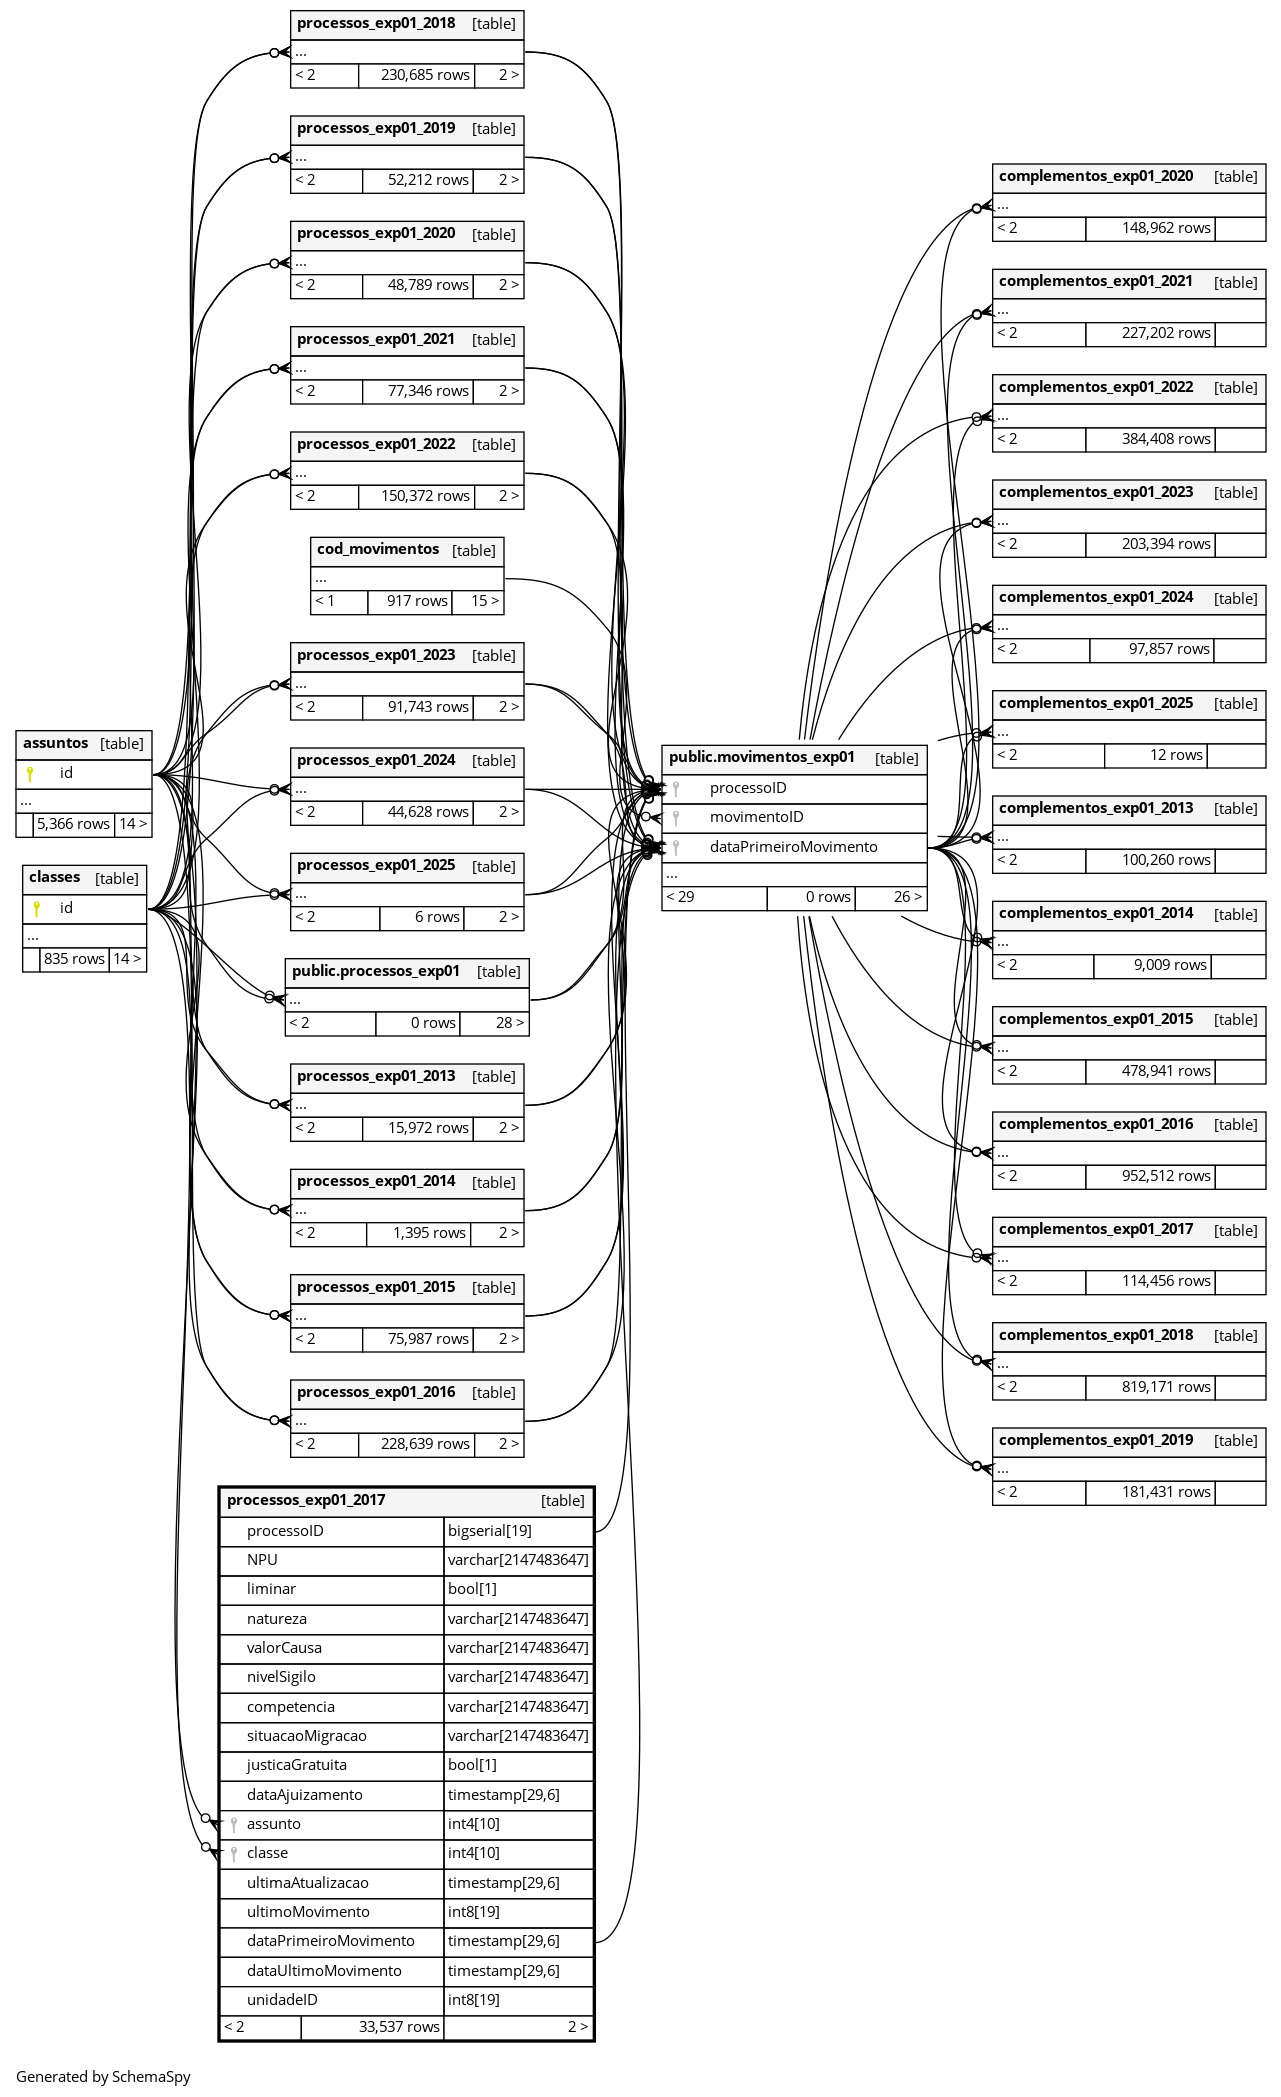 processos_exp01_2018 [table]
...
< 2 230,685 rows 2 >
processos_exp01_2019 [table]
...
< 2 52,212 rows 2 >
processos_exp01_2020 [table]
...
< 2 48,789 rows 2 >
processos_exp01_2021 [table]
...
< 2 77,346 rows 2 >
processos_exp01_2022 [table]
...
< 2 150,372 rows 2 >
cod_movimentos [table]
...
< 1 917 rows 15 >
processos_exp01_2023 [table]
...
< 2 91,743 rows 2 >
assuntos [table]
id
...
5,366 rows 14 >
classes [table]
id
...
835 rows 14 >
processos_exp01_2024 [table]
...
< 2 44,628 rows 2 >
processos_exp01_2025 [table]
...
< 2 6 rows 2 >
public.processos_exp01 [table]
...
< 2 0 rows 28 >
processos_exp01_2013 [table]
...
< 2 15,972 rows 2 >
processos_exp01_2014 [table]
...
< 2 1,395 rows 2 >
processos_exp01_2015 [table]
...
< 2 75,987 rows 2 >
processos_exp01_2016 [table]
...
< 2 228,639 rows 2 >
processos_exp01_2017 [table]
processoID bigserial[19]
NPU varchar[2147483647]
liminar bool[1]
natureza varchar[2147483647]
valorCausa varchar[2147483647]
nivelSigilo varchar[2147483647]
competencia varchar[2147483647]
situacaoMigracao varchar[2147483647]
justicaGratuita bool[1]
dataAjuizamento timestamp[29,6]
assunto int4[10]
classe int4[10]
ultimaAtualizacao timestamp[29,6]
ultimoMovimento int8[19]
dataPrimeiroMovimento timestamp[29,6]
dataUltimoMovimento timestamp[29,6]
unidadeID int8[19]
< 2 33,537 rows 2 >
public.movimentos_exp01 [table]
processoID
movimentoID
dataPrimeiroMovimento
...
< 29 0 rows 26 >
complementos_exp01_2020 [table]
...
< 2 148,962 rows
complementos_exp01_2021 [table]
...
< 2 227,202 rows
complementos_exp01_2022 [table]
...
< 2 384,408 rows
complementos_exp01_2023 [table]
...
< 2 203,394 rows
complementos_exp01_2024 [table]
...
< 2 97,857 rows
complementos_exp01_2025 [table]
...
< 2 12 rows
complementos_exp01_2013 [table]
...
< 2 100,260 rows
complementos_exp01_2014 [table]
...
< 2 9,009 rows
complementos_exp01_2015 [table]
...
< 2 478,941 rows
complementos_exp01_2016 [table]
...
< 2 952,512 rows
complementos_exp01_2017 [table]
...
< 2 114,456 rows
complementos_exp01_2018 [table]
...
< 2 819,171 rows
complementos_exp01_2019 [table]
...
< 2 181,431 rows
Generated by SchemaSpy